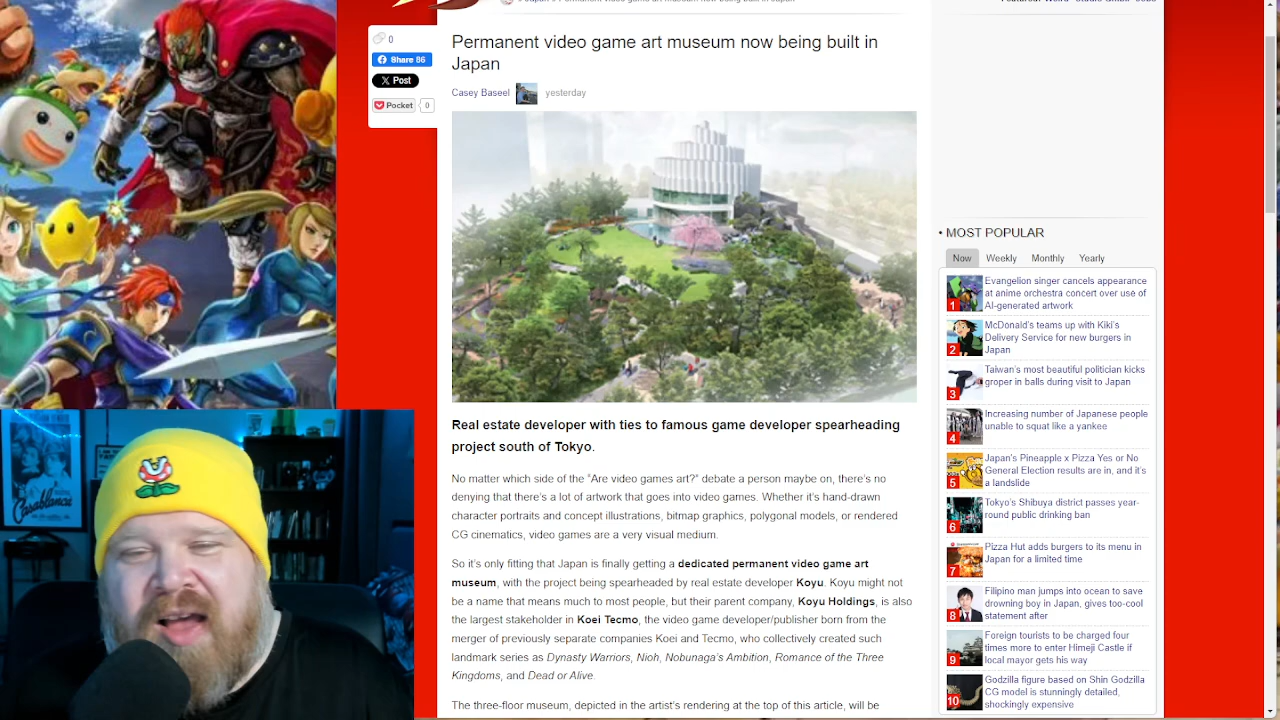 0
Share 86
Post
Pocket
0
Permanent video game art museum now being built in
Japan
Casey Baseel yesterday
Real estate developer with ties to famous game developer spearheading
project south of Tokyo.
No matter which side of the “Are video games art?” debate a person maybe on, there’s no
denying that there’s a lot of artwork that goes into video games. Whether it’s hand-drawn
character portraits and concept illustrations, bitmap graphics, polygonal models, or rendered
CG cinematics, video games are a very visual medium.
So it’s only fitting that Japan is finally getting a dedicated permanent video game art
museum, with the project being spearheaded by real estate developer Koyu. Koyu might not
be a name that means much to most people, but their parent company, Koyu Holdings, is also
the largest stakeholder in Koei Tecmo, the video game developer/publisher born from the
merger of previously separate companies Koei and Tecmo, who collectively created such
landmark series as Dynasty Warriors, Nioh, Nobunaga’s Ambition, Romance of the Three
Kingdoms, and Dead or Alive.
The three-floor museum, depicted in the artist’s rendering at the top of this article, will be
• MOST POPULAR
Now Weekly Monthly Yearly
1
Evangelion singer cancels appearance
at anime orchestra concert over use of
AI-generated artwork
2
McDonald’s teams up with Kiki’s
Delivery Service for new burgers in
Japan
3
Taiwan’s most beautiful politician kicks
groper in balls during visit to Japan
4
Increasing number of Japanese people
unable to squat like a yankee
5
Japan’s Pineapple x Pizza Yes or No
General Election results are in, and it’s
a landslide
6
Tokyo’s Shibuya district passes year-
round public drinking ban
7
Pizza Hut adds burgers to its menu in
Japan for a limited time
8
Filipino man jumps into ocean to save
drowning boy in Japan, gives too-cool
statement after
9
Foreign tourists to be charged four
times more to enter Himeji Castle if
local mayor gets his way
10
Godzilla figure based on Shin Godzilla
CG model is stunningly detailed,
shockingly expensive
Casablanca